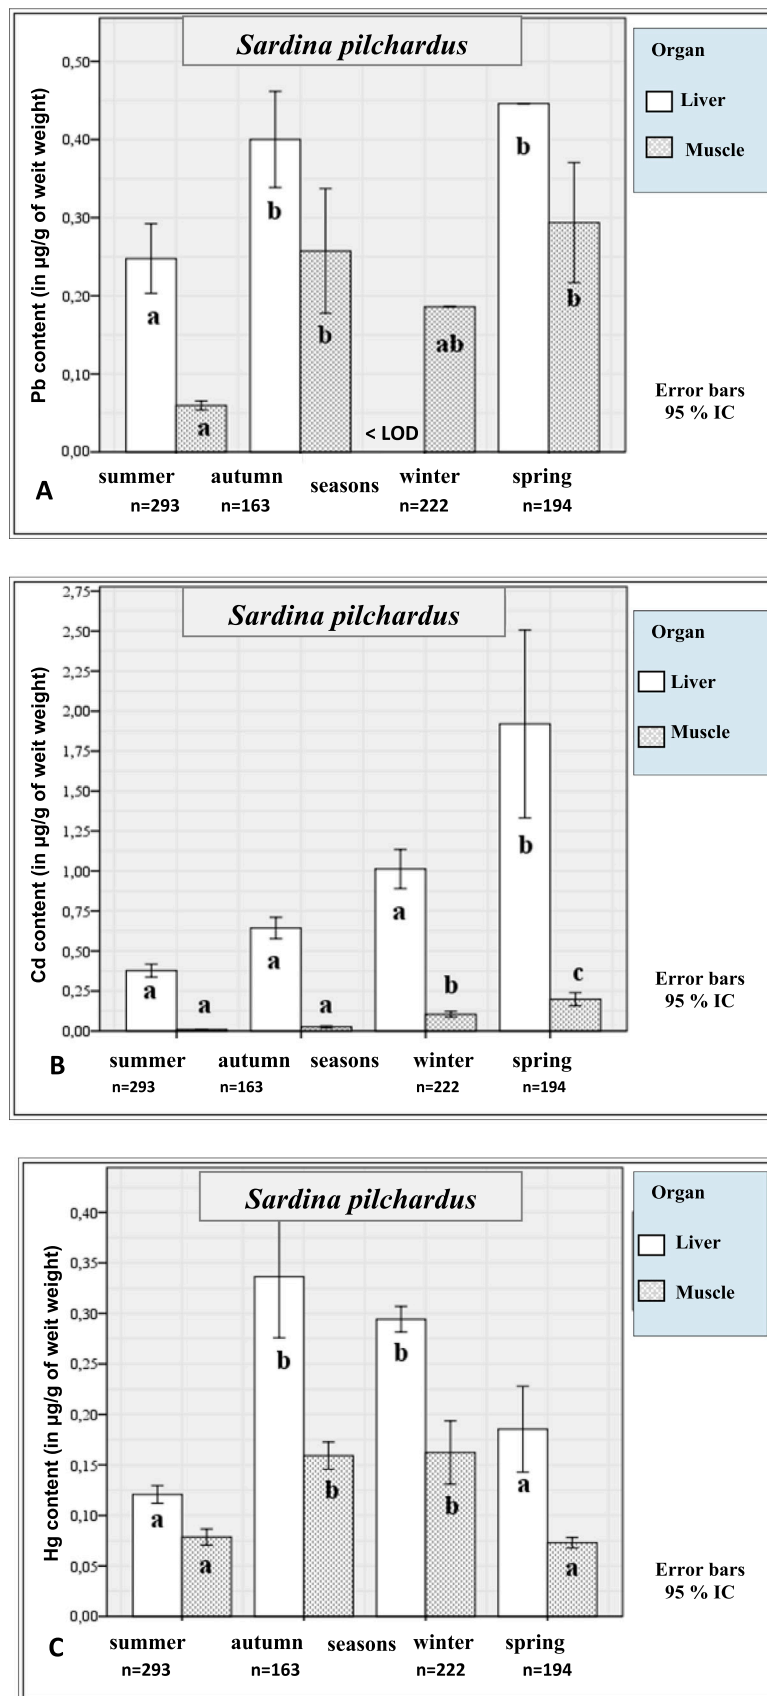 Sardina pilchardus
Organ
Liver
Muscle
Pb content (in µg/g of weit weight)
0,50
0,40
0,30
0,20
0,10
0,00
a
a
b
b
< LOD
ab
b
b
Error bars
95 % IC
A
summer autumn seasons winter spring
n=293 n=163 n=222 n=194
Sardina pilchardus
Organ
Liver
Muscle
Cd content (in µg/g of weit weight)
2,75
2,50
2,25
2,00
1,75
1,50
1,25
1,00
0,75
0,50
0,25
0,00
a
a
a
a
a
b
b
c
Error bars
95 % IC
B
summer autumn seasons winter spring
n=293 n=163 n=222 n=194
Sardina pilchardus
Organ
Liver
Muscle
Hg content (in µg/g of weit weight)
0,40
0,35
0,30
0,25
0,20
0,15
0,10
0,05
0,00
a
a
b
b
b
b
a
a
Error bars
95 % IC
C
summer autumn seasons winter spring
n=293 n=163 n=222 n=194